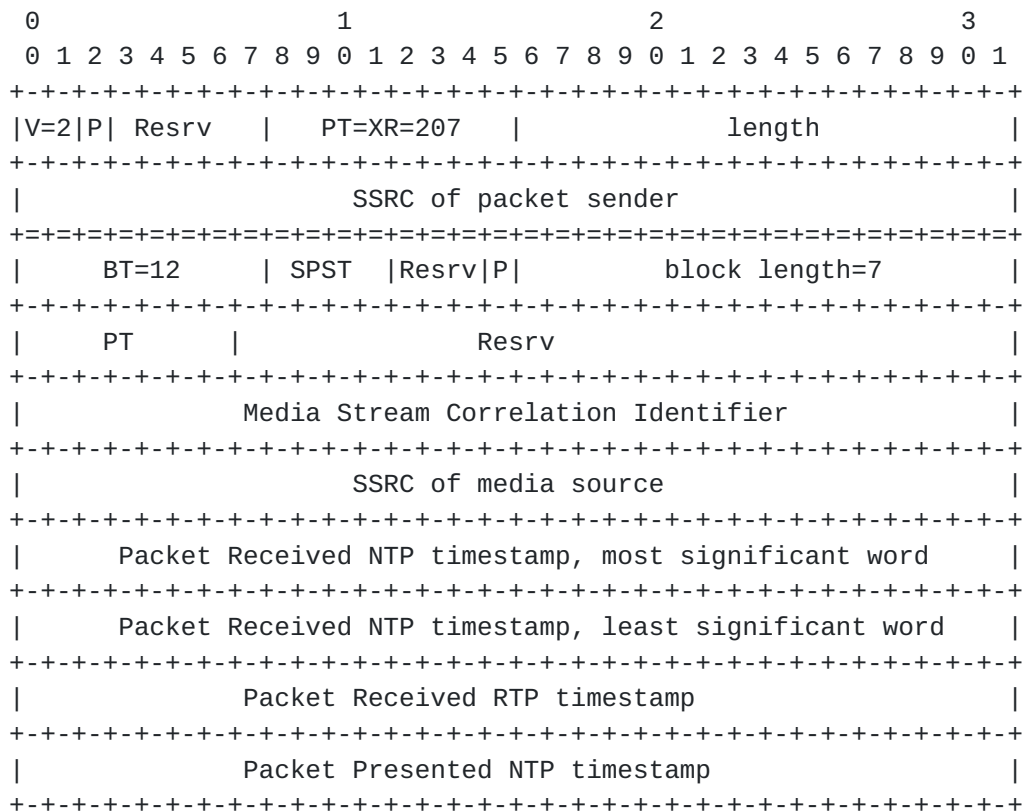 0                   1                   2                   3
 0 1 2 3 4 5 6 7 8 9 0 1 2 3 4 5 6 7 8 9 0 1 2 3 4 5 6 7 8 9 0 1
+-+-+-+-+-+-+-+-+-+-+-+-+-+-+-+-+-+-+-+-+-+-+-+-+-+-+-+-+-+-+-+-+
|V=2|P| Resrv   |   PT=XR=207   |             length            |
+-+-+-+-+-+-+-+-+-+-+-+-+-+-+-+-+-+-+-+-+-+-+-+-+-+-+-+-+-+-+-+-+
|                     SSRC of packet sender                     |
+=+=+=+=+=+=+=+=+=+=+=+=+=+=+=+=+=+=+=+=+=+=+=+=+=+=+=+=+=+=+=+=+
|     BT=12     | SPST  |Resrv|P|         block length=7        |
+-+-+-+-+-+-+-+-+-+-+-+-+-+-+-+-+-+-+-+-+-+-+-+-+-+-+-+-+-+-+-+-+
|     PT      |               Resrv                             |
+-+-+-+-+-+-+-+-+-+-+-+-+-+-+-+-+-+-+-+-+-+-+-+-+-+-+-+-+-+-+-+-+
|              Media Stream Correlation Identifier              |
+-+-+-+-+-+-+-+-+-+-+-+-+-+-+-+-+-+-+-+-+-+-+-+-+-+-+-+-+-+-+-+-+
|                     SSRC of media source                      |
+-+-+-+-+-+-+-+-+-+-+-+-+-+-+-+-+-+-+-+-+-+-+-+-+-+-+-+-+-+-+-+-+
|      Packet Received NTP timestamp, most significant word     |
+-+-+-+-+-+-+-+-+-+-+-+-+-+-+-+-+-+-+-+-+-+-+-+-+-+-+-+-+-+-+-+-+
|      Packet Received NTP timestamp, least significant word    |
+-+-+-+-+-+-+-+-+-+-+-+-+-+-+-+-+-+-+-+-+-+-+-+-+-+-+-+-+-+-+-+-+
|              Packet Received RTP timestamp                    |
+-+-+-+-+-+-+-+-+-+-+-+-+-+-+-+-+-+-+-+-+-+-+-+-+-+-+-+-+-+-+-+-+
|              Packet Presented NTP timestamp                   |
+-+-+-+-+-+-+-+-+-+-+-+-+-+-+-+-+-+-+-+-+-+-+-+-+-+-+-+-+-+-+-+-+